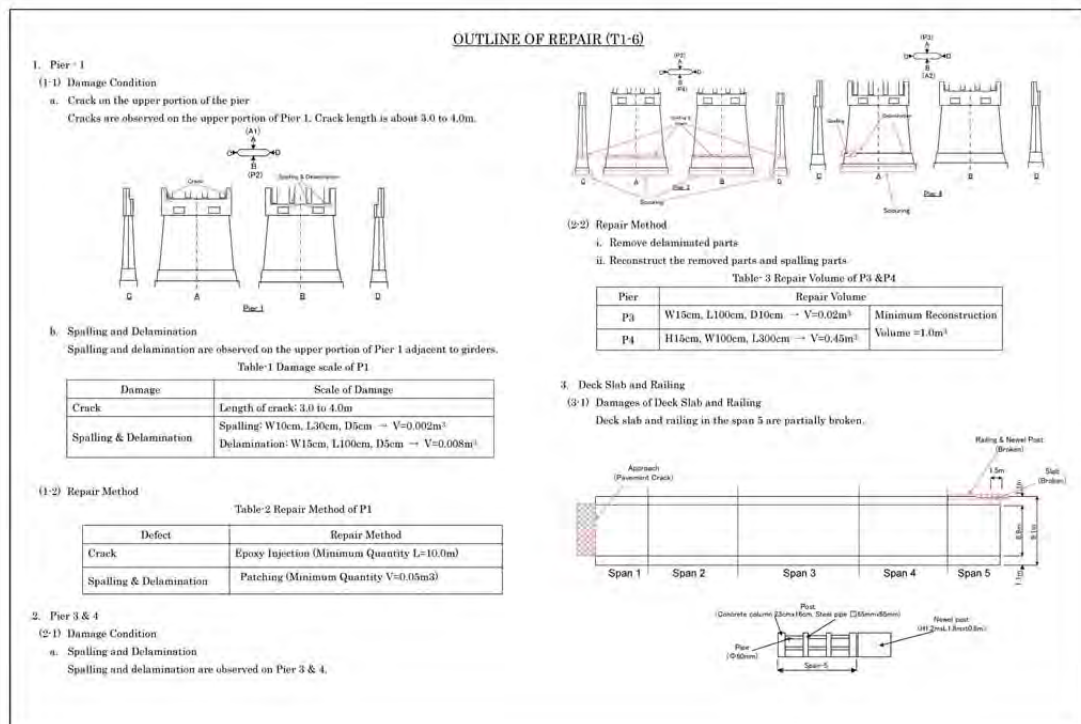 OUTLINE OF REPAIR (T1-6)
1. Pier - 1
(1-1) Damage Condition
a. Crack on the upper portion of the pier
Cracks are observed on the upper portion of Pier 1. Crack length is about 3.0 to 4.0m.
(A1)
A
C
D
B
(P2)
Crack
Spalling & Delamination
C
A
B
D
Pier 1
b. Spalling and Delamination
Spalling and delamination are observed on the upper portion of Pier 1 adjacent to girders.
Table-1 Damage scale of P1
Damage
Scale of Damage
Crack
Length of crack: 3.0 to 4.0m
Spalling & Delamination
Spalling: W10cm, L30cm, D5cm → V=0.002m³
Delamination: W15cm, L100cm, D5cm → V=0.008m³
(1-2) Repair Method
Table-2 Repair Method of P1
Defect
Repair Method
Crack
Epoxy Injection (Minimum Quantity L=10.0m)
Spalling & Delamination
Patching (Minimum Quantity V=0.05m3)
2. Pier 3 & 4
(2-1) Damage Condition
a. Spalling and Delamination
Spalling and delamination are observed on Pier 3 & 4.
(P2)
A
B
(P4)
C
A
B
D
Scouring
(P3)
A
B
(A2)
Spalling
Delamination
C
A
B
D
Pier 4
Scouring
(2-2) Repair Method
i. Remove delaminated parts
ii. Reconstruct the removed parts and spalling parts
Table- 3 Repair Volume of P3 &P4
Pier
Repair Volume
P3
W15cm, L100cm, D10cm → V=0.02m³
P4
H15cm, W100cm, L300cm → V=0.45m³
Minimum Reconstruction
Volume =1.0m³
3. Deck Slab and Railing
(3-1) Damages of Deck Slab and Railing
Deck slab and railing in the span 5 are partially broken.
Railing & Newel Post
(Broken)
Approach
(Pavement Crack)
1.5m
Slab
(Broken)
9.1m
1.1m
Span 1
Span 2
Span 3
Span 4
Span 5
Post
Newel post
Pipe
(Φ60mm)
Span-5